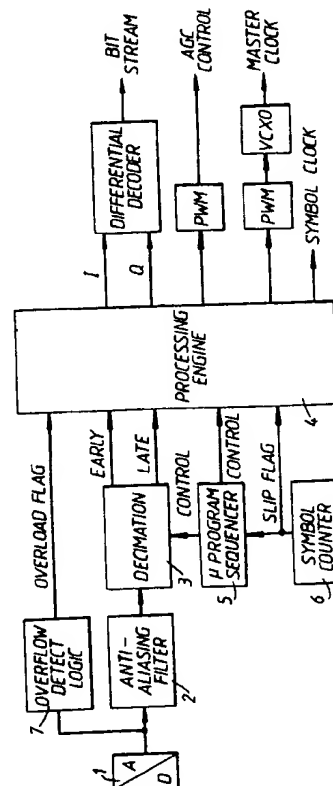 1
A
D
7
OVERFLOW
DETECT
LOGIC
OVERLOAD FLAG
ANTI-
ALIASING
FILTER
2
DECIMATION
3
EARLY
LATE
CONTROL
μ PROGRAM
SEQUENCER
5
CONTROL
SLIP FLAG
SYMBOL
COUNTER
6
PROCESSING
ENGINE
4
I
Q
DIFFERENTIAL
DECODER
BIT
STREAM
PWM
AGC
CONTROL
PWM
VCXO
MASTER
CLOCK
SYMBOL CLOCK